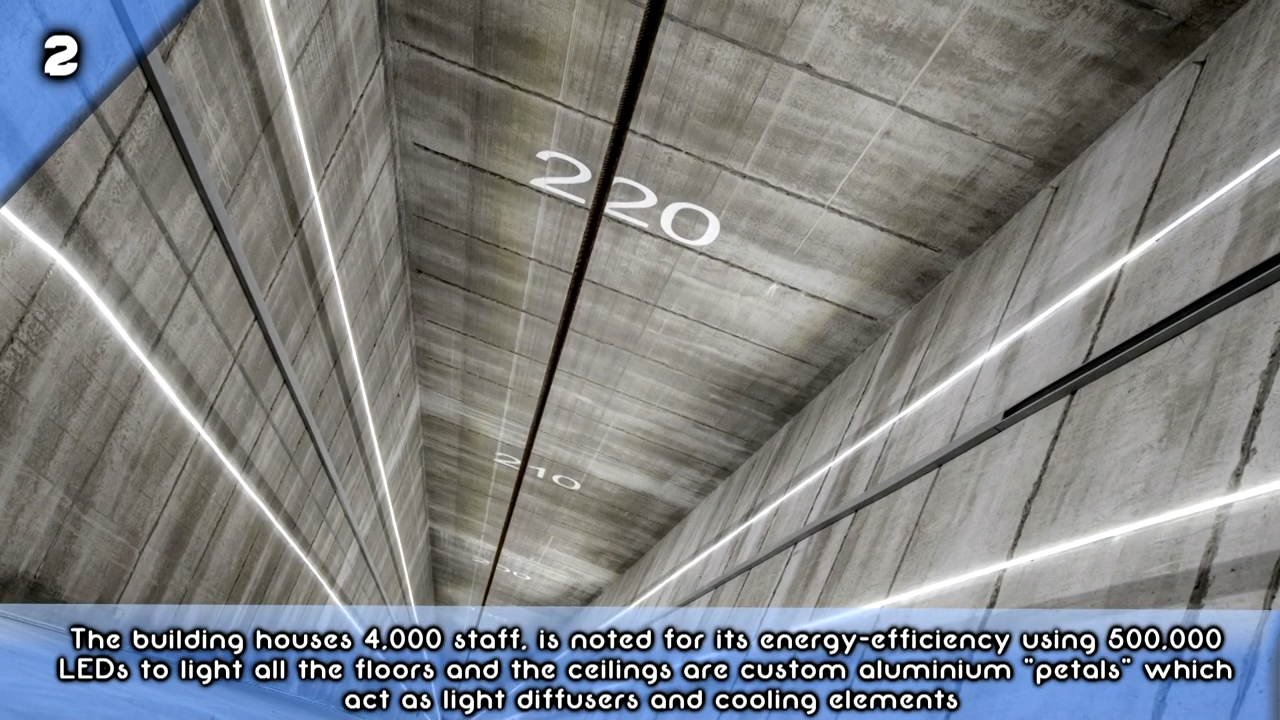 2
220
210
The building houses 4,000 staff, is noted for its energy-efficiency using 500,000
LEDs to light all the floors and the ceilings are custom aluminium "petals" which
act as light diffusers and cooling elements